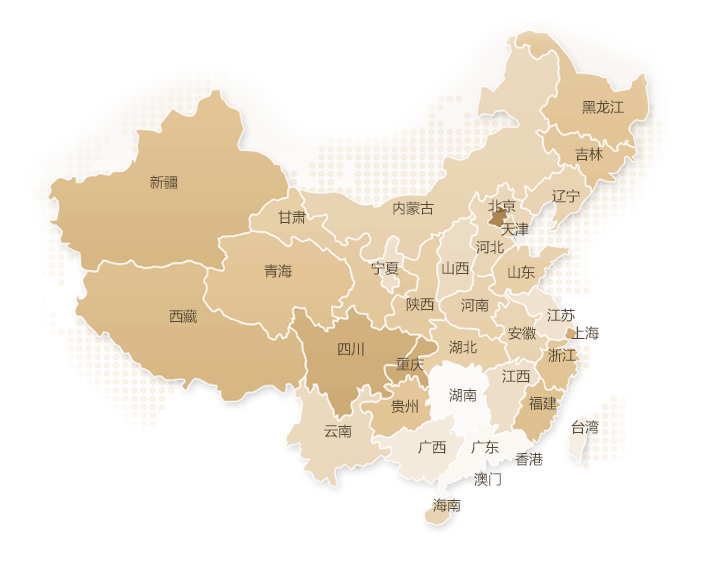 黑龙江
吉林
新疆
辽宁
北京
内蒙古
甘肃
天津
河北
宁夏
山西
青海
山东
陕西
河南
西藏
江苏
安徽
上海
四川
湖北
浙江
重庆
江西
湖南
福建
贵州
台湾
云南
广西
广东
香港
澳门
海南